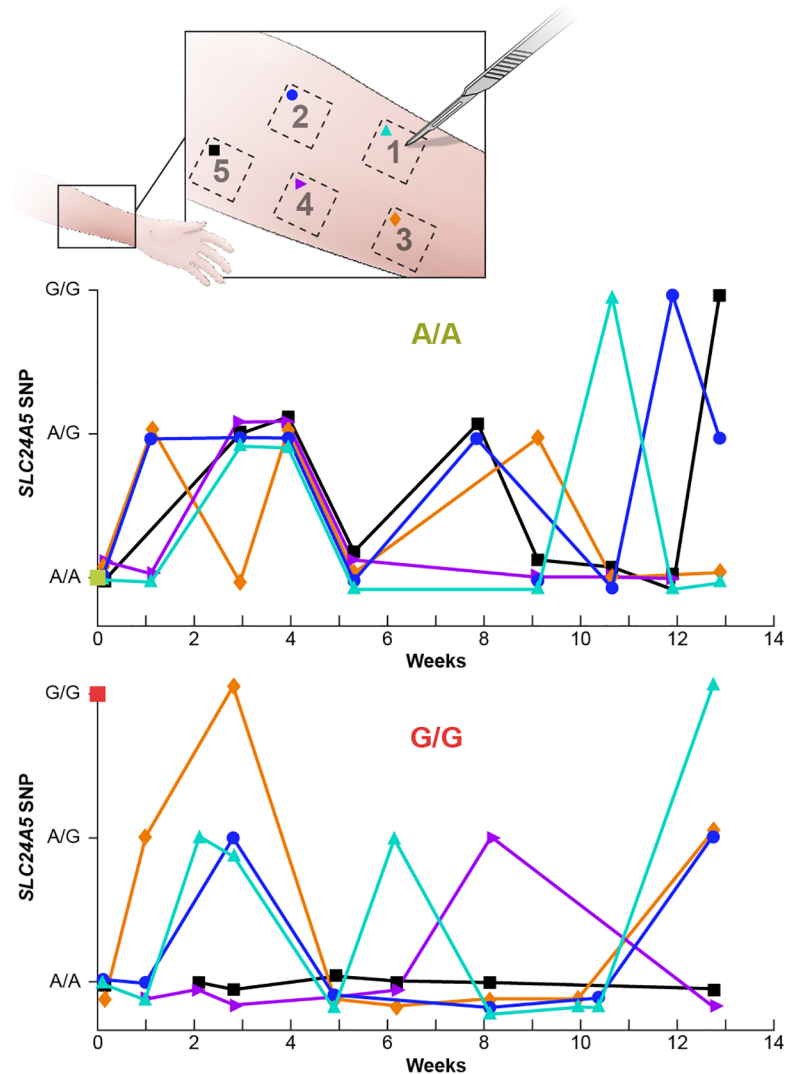 2
1
5
4
3
G/G
A/A
SLC24A5 SNP
A/G
A/A
0 2 4 6 8 10 12 14
Weeks
G/G
G/G
SLC24A5 SNP
A/G
A/A
0 2 4 6 8 10 12 14
Weeks